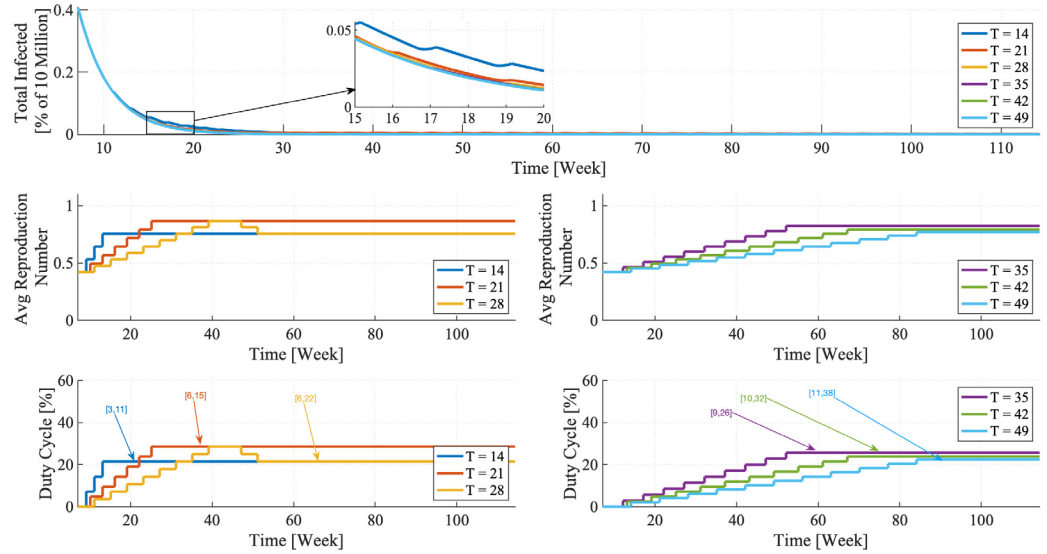 Total Infected
[% of 10 Million]
0.4
0.2
0
10
20
30
40
50
60
70
80
90
100
110
Time [Week]
0.05
0
15
16
17
18
19
20
T = 14
T = 21
T = 28
T = 35
T = 42
T = 49
Avg Reproduction
Number
1
0.5
0
20
40
60
80
100
Time [Week]
T = 14
T = 21
T = 28
Avg Reproduction
Number
1
0.5
0
20
40
60
80
100
Time [Week]
T = 35
T = 42
T = 49
Duty Cycle [%]
60
40
20
0
20
40
60
80
100
Time [Week]
[3,11]
[6,15]
[6,22]
T = 14
T = 21
T = 28
Duty Cycle [%]
60
40
20
0
20
40
60
80
100
Time [Week]
[9,26]
[10,32]
[11,38]
T = 35
T = 42
T = 49